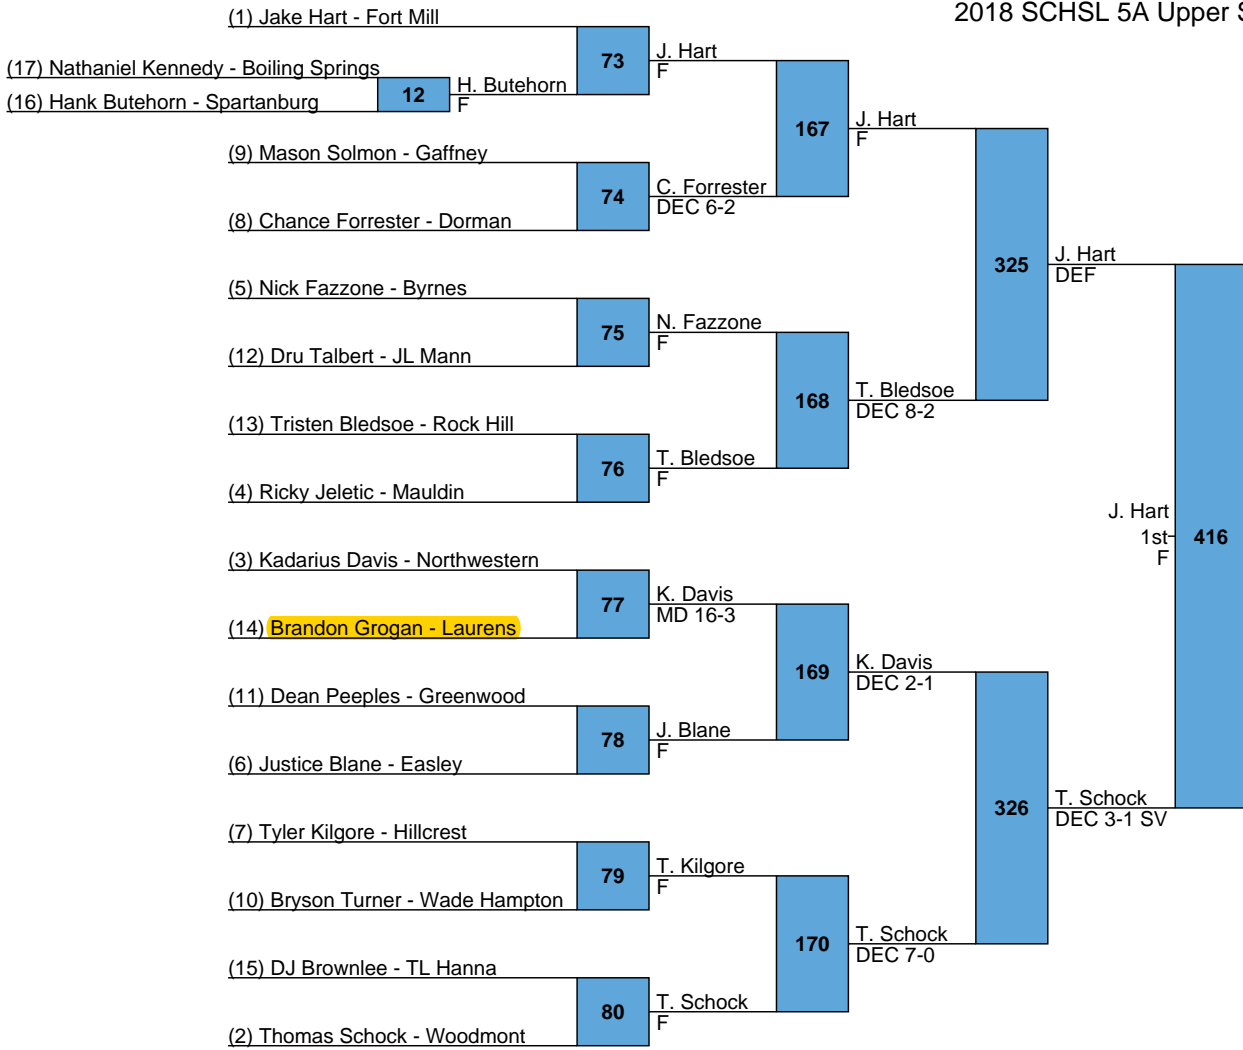 2018 SCHSL 5A Upper S
(1) Jake Hart - Fort Mill
73
J. Hart
F
(17) Nathaniel Kennedy - Boiling Springs
12
H. Butehorn
F
(16) Hank Butehorn - Spartanburg
167
J. Hart
F
(9) Mason Solmon - Gaffney
74
C. Forrester
DEC 6-2
(8) Chance Forrester - Dorman
325
J. Hart
DEF
(5) Nick Fazzone - Byrnes
75
N. Fazzone
F
(12) Dru Talbert - JL Mann
168
T. Bledsoe
DEC 8-2
(13) Tristen Bledsoe - Rock Hill
76
T. Bledsoe
F
(4) Ricky Jeletic - Mauldin
J. Hart
1st
F
416
(3) Kadarius Davis - Northwestern
77
K. Davis
MD 16-3
(14) Brandon Grogan - Laurens
169
K. Davis
DEC 2-1
(11) Dean Peeples - Greenwood
78
J. Blane
F
(6) Justice Blane - Easley
326
T. Schock
DEC 3-1 SV
(7) Tyler Kilgore - Hillcrest
79
T. Kilgore
F
(10) Bryson Turner - Wade Hampton
170
T. Schock
DEC 7-0
(15) DJ Brownlee - TL Hanna
80
T. Schock
F
(2) Thomas Schock - Woodmont